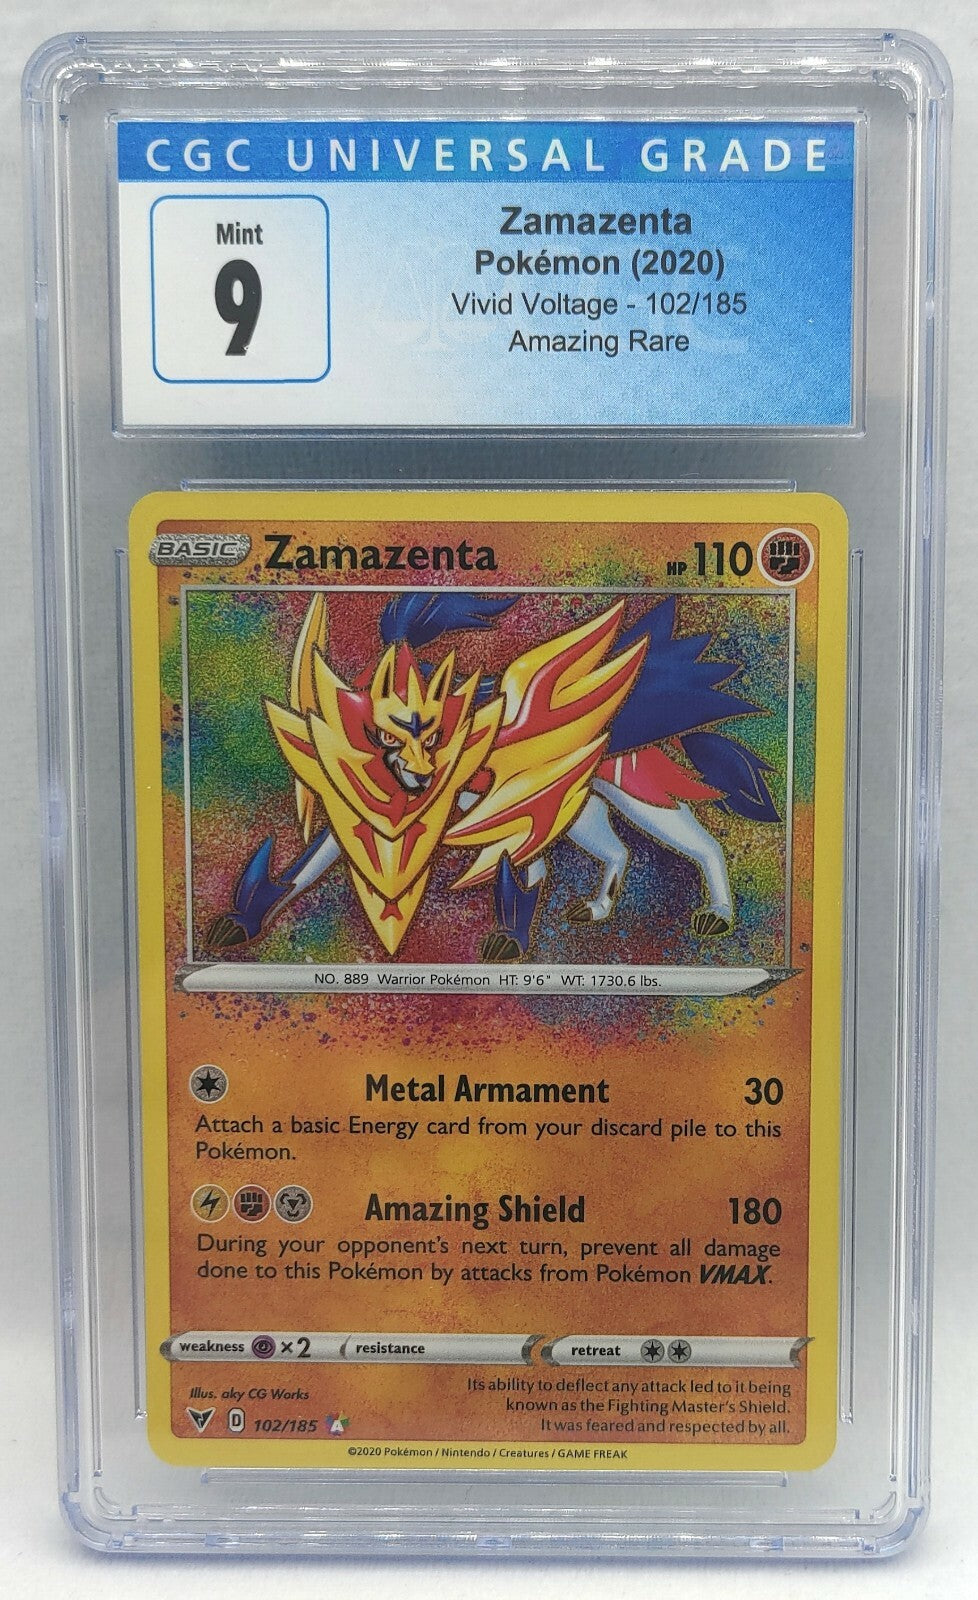 CGC UNIVERSAL GRADE
Mint
9
Zamazenta
Pokémon (2020)
Vivid Voltage - 102/185
Amazing Rare
BASIC Zamazenta HP 110
NO. 889 Warrior Pokémon HT: 9'6" WT: 1730.6 lbs.
Metal Armament 30
Attach a basic Energy card from your discard pile to this
Pokémon.
Amazing Shield 180
During your opponent's next turn, prevent all damage
done to this Pokémon by attacks from Pokémon VMAX.
weakness ×2 resistance retreat
Illus. aky CG Works
D 102/185 A
Its ability to deflect any attack led to it being
known as the Fighting Master's Shield.
It was feared and respected by all.
©2020 Pokémon / Nintendo / Creatures / GAME FREAK